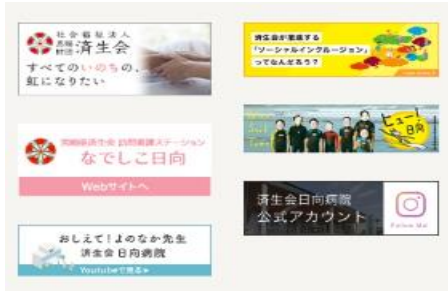 社会福祉法人
恩賜
財団
済生会
すべてのいのちの、
虹になりたい
済生会が推進する
「ソーシャルインクルージョン」
ってなんだろう？
ヒュー！
日向
訪問看護ステーション
なでしこ日向
Webサイトへ
済生会日向病院
公式アカウント
Follow Me!
おしえて！よのなか先生
済生会日向病院
Youtubeで見る